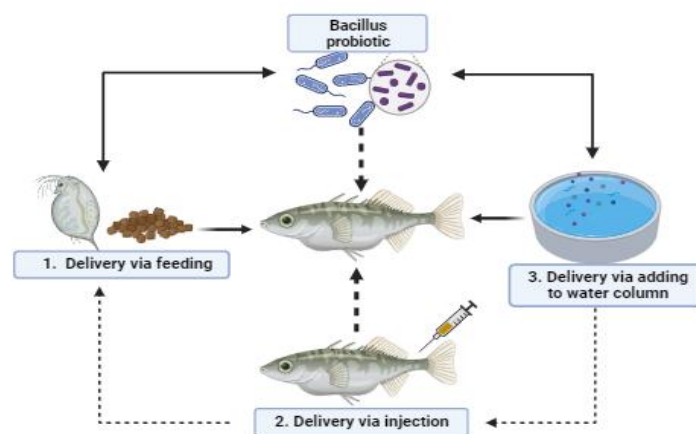 Bacillus
probiotic
1. Delivery via feeding
3. Delivery via adding
to water column
2. Delivery via injection